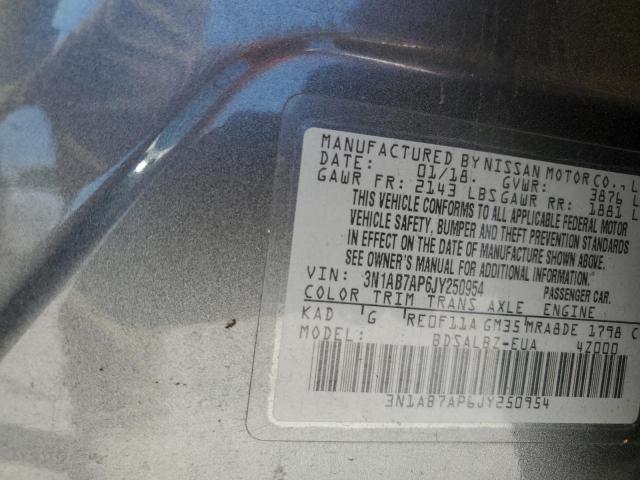 MANUFACTURED BY NISSAN MOTOR CO., L
DATE: 01/18. GVWR: 3876 L
GAWR FR: 2143 LBS GAWR RR: 1881 L
THIS VEHICLE CONFORMS TO ALL APPLICABLE FEDERAL MOTOR
VEHICLE SAFETY, BUMPER AND THEFT PREVENTION STANDARDS
IN EFFECT ON THE DATE OF MANUFACTURE SHOWN ABOVE.
SEE OWNER'S MANUAL FOR ADDITIONAL INFORMATION.
VIN: 3N1AB7AP6JY250954 PASSENGER CAR.
COLOR TRIM TRANS AXLE ENGINE
KAD G RE0F11A GM35 MRA8DE 1798 C
MODEL: BDSALBZ-EUA 4Z000
3N1AB7AP6JY250954